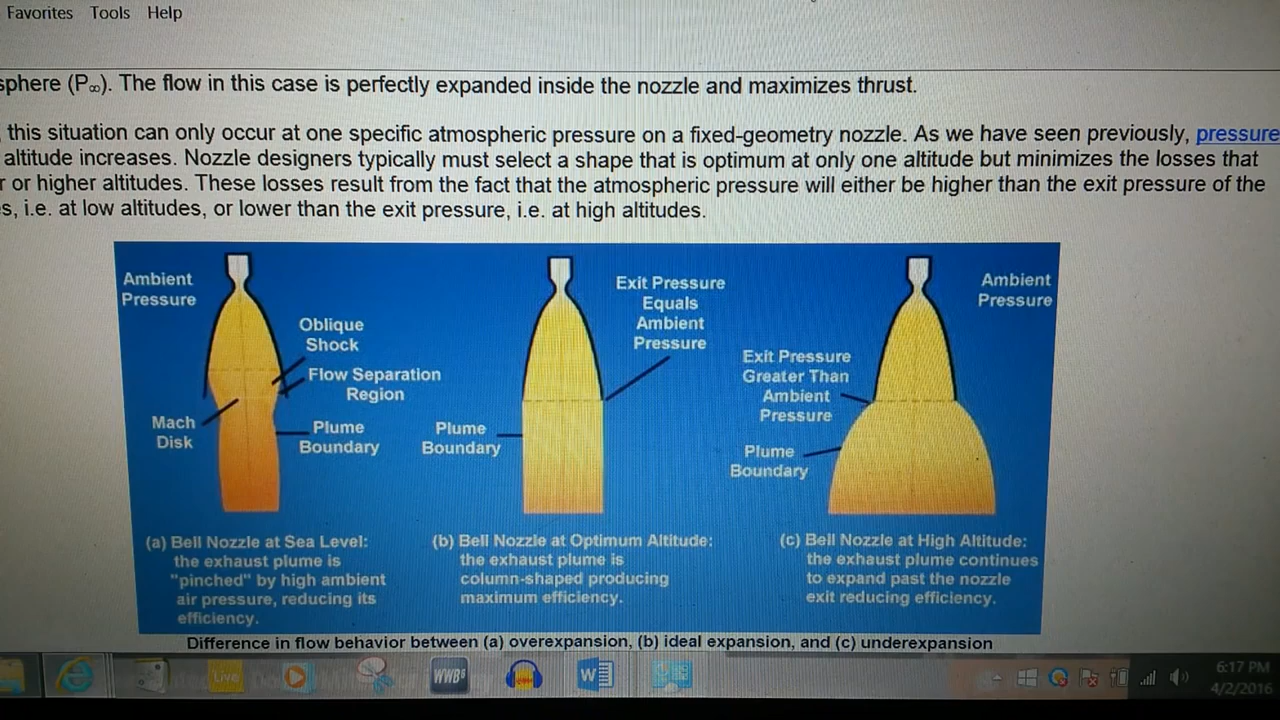 Favorites Tools Help
sphere (P∞). The flow in this case is perfectly expanded inside the nozzle and maximizes thrust.
this situation can only occur at one specific atmospheric pressure on a fixed-geometry nozzle. As we have seen previously, pressure
altitude increases. Nozzle designers typically must select a shape that is optimum at only one altitude but minimizes the losses that
r or higher altitudes. These losses result from the fact that the atmospheric pressure will either be higher than the exit pressure of the
s, i.e. at low altitudes, or lower than the exit pressure, i.e. at high altitudes.
Ambient
Pressure
Oblique
Shock
Flow Separation
Region
Mach
Disk
Plume
Boundary
Exit Pressure
Equals
Ambient
Pressure
Plume
Boundary
Ambient
Pressure
Exit Pressure
Greater Than
Ambient
Pressure
Plume
Boundary
(a) Bell Nozzle at Sea Level:
the exhaust plume is
"pinched" by high ambient
air pressure, reducing its
efficiency.
(b) Bell Nozzle at Optimum Altitude:
the exhaust plume is
column-shaped producing
maximum efficiency.
(c) Bell Nozzle at High Altitude:
the exhaust plume continues
to expand past the nozzle
exit reducing efficiency.
Difference in flow behavior between (a) overexpansion, (b) ideal expansion, and (c) underexpansion
Live
WWB6
W
6:17 PM
4/2/2016